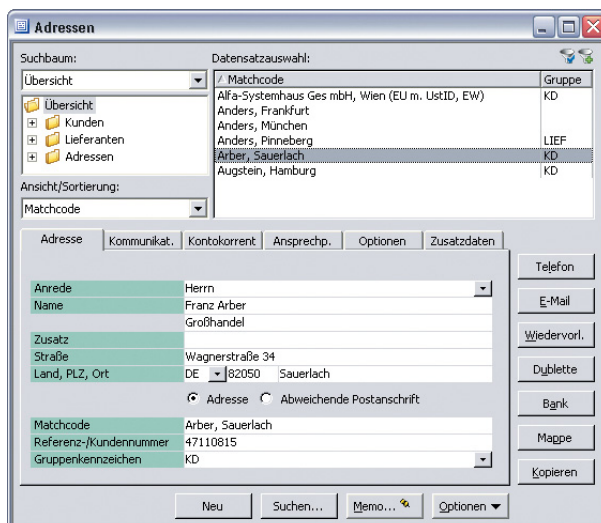 Adressen
Suchbaum:
Datensatzauswahl:
Übersicht
Matchcode Gruppe
Alfa-Systemhaus Ges mbH, Wien (EU m. UstID, EW) KD
Anders, Frankfurt
Anders, München
Anders, Pinneberg LIEF
Arber, Sauerlach KD
Augstein, Hamburg KD
Übersicht
Kunden
Lieferanten
Adressen
Ansicht/Sortierung:
Matchcode
Adresse Kommunikat. Kontokorrent Ansprechp. Optionen Zusatzdaten
Anrede Herrn
Name Franz Arber
Großhandel
Zusatz
Straße Wagnerstraße 34
Land, PLZ, Ort DE 82050 Sauerlach
Adresse Abweichende Postanschrift
Matchcode Arber, Sauerlach
Referenz-/Kundennummer 47110815
Gruppenkennzeichen KD
Telefon
E-Mail
Wiedervorl.
Dublette
Bank
Mappe
Kopieren
Neu Suchen... Memo... Optionen